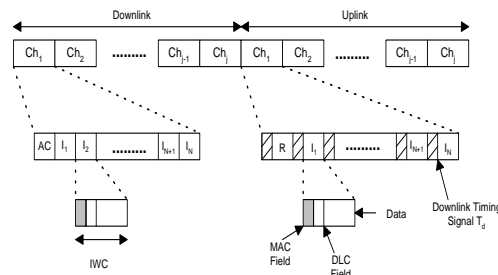 Downlink
Uplink
Ch1 Ch2 ......... Chj-1 Chj Ch1 Ch2 ......... Chj-1 Chj
AC I1 I2 ......... IN+1 IN
R I1 ......... IN+1 IN
IWC
Data
MAC Field
DLC Field
Downlink Timing Signal Td